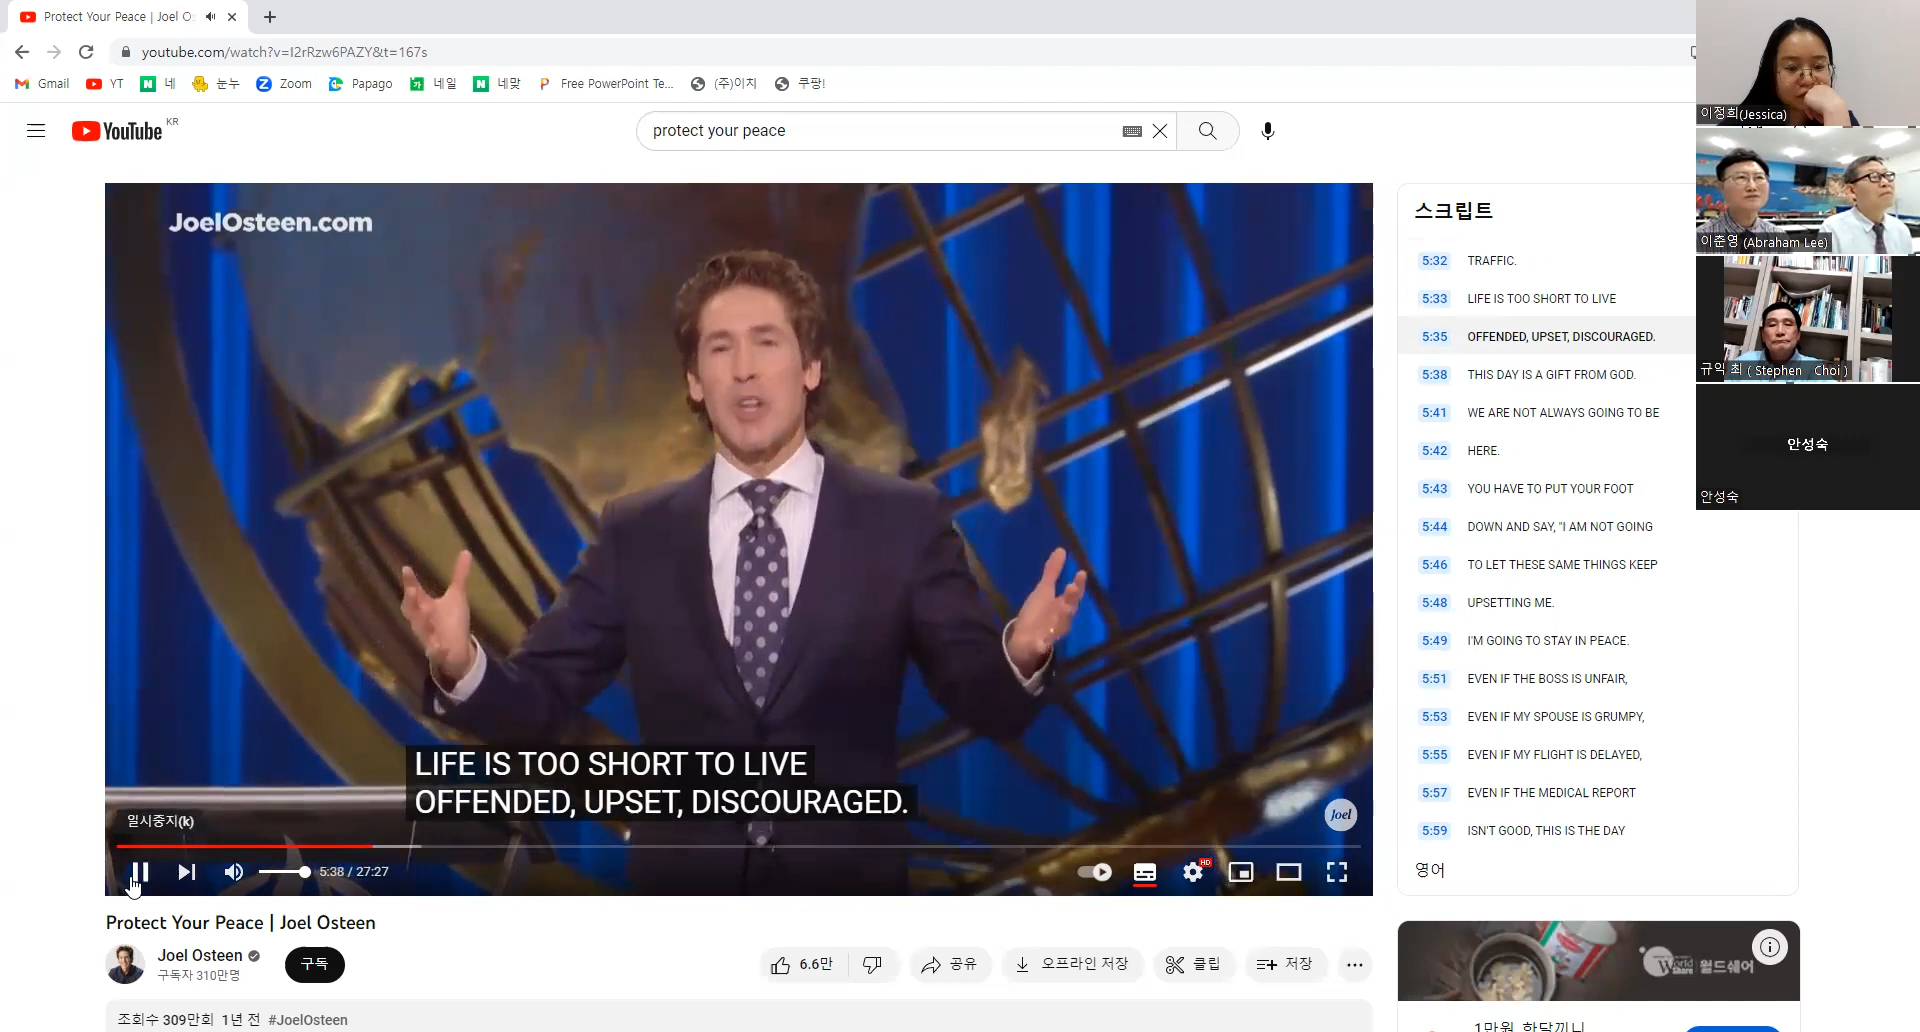 Protect Your Peace | Joel O
youtube.com/watch?v=I2rRzw6PAZY&t=167s
Gmail
YT
네
눈누
Zoom
Papago
네일
네맞
Free PowerPoint Te...
(주)이치
쿠팡!
YouTube KR
protect your peace
JoelOsteen.com
LIFE IS TOO SHORT TO LIVE
OFFENDED, UPSET, DISCOURAGED.
일시중지(k)
Joel
5:38 / 27:27
HD
Protect Your Peace | Joel Osteen
Joel Osteen
구독자 310만명
구독
6.6만
공유
오프라인 저장
클립
저장
조회수 309만회 1년 전 #JoelOsteen
스크립트
5:32 TRAFFIC.
5:33 LIFE IS TOO SHORT TO LIVE
5:35 OFFENDED, UPSET, DISCOURAGED.
5:38 THIS DAY IS A GIFT FROM GOD.
5:41 WE ARE NOT ALWAYS GOING TO BE
5:42 HERE.
5:43 YOU HAVE TO PUT YOUR FOOT
5:44 DOWN AND SAY, "I AM NOT GOING
5:46 TO LET THESE SAME THINGS KEEP
5:48 UPSETTING ME.
5:49 I'M GOING TO STAY IN PEACE.
5:51 EVEN IF THE BOSS IS UNFAIR,
5:53 EVEN IF MY SPOUSE IS GRUMPY,
5:55 EVEN IF MY FLIGHT IS DELAYED,
5:57 EVEN IF THE MEDICAL REPORT
5:59 ISN'T GOOD, THIS IS THE DAY
영어
World Share 월드쉐어
1만원 한달끼니
이정희(Jessica)
이춘영 (Abraham Lee)
규익 최 ( Stephen Choi )
안성숙
안성숙